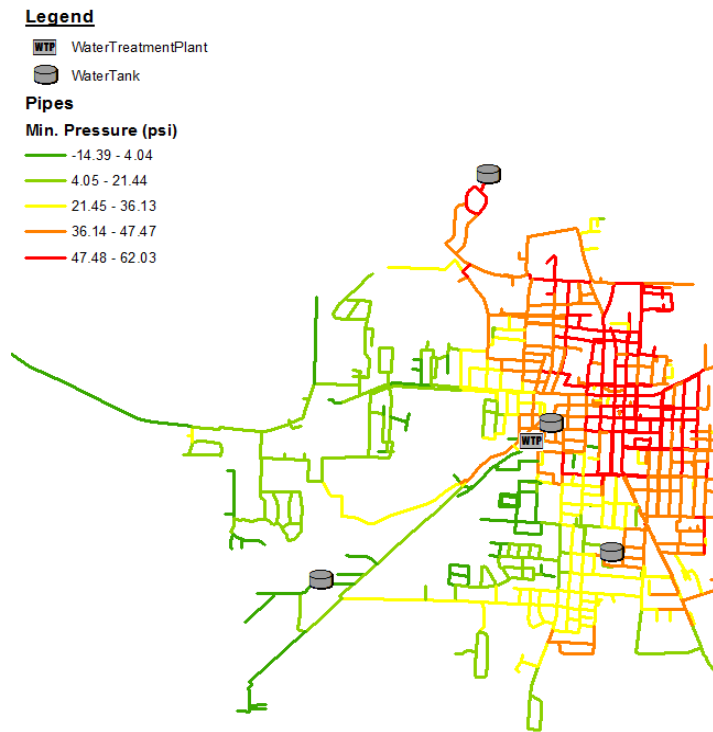 Legend
WTP WaterTreatmentPlant
WaterTank
Pipes
Min. Pressure (psi)
-14.39 - 4.04
4.05 - 21.44
21.45 - 36.13
36.14 - 47.47
47.48 - 62.03
WTP